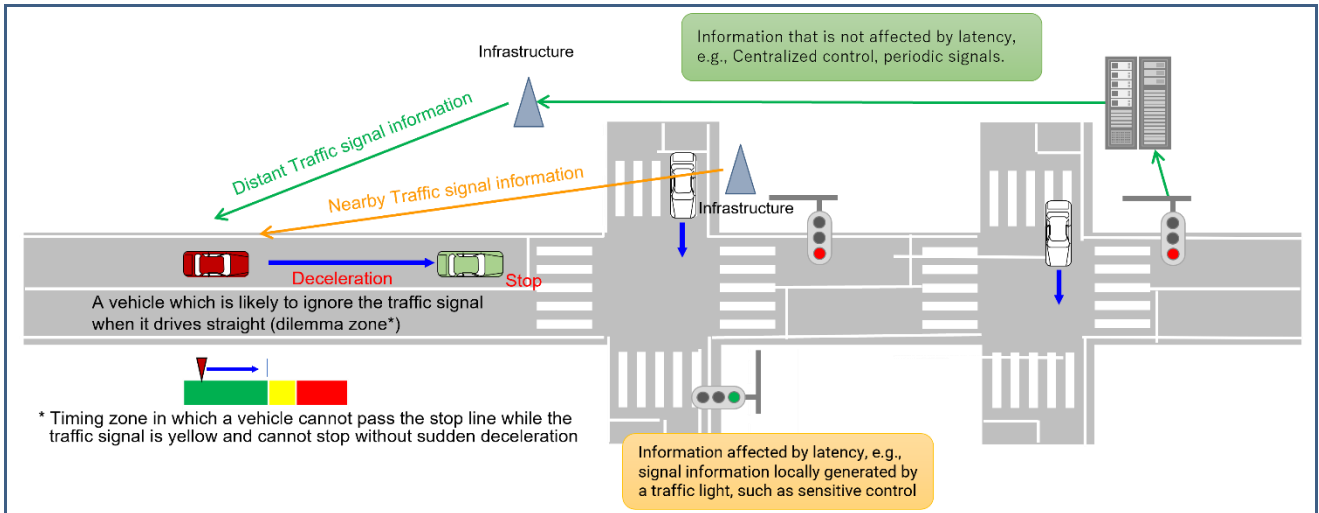 Information that is not affected by latency,
e.g., Centralized control, periodic signals.
Infrastructure
Distant Traffic signal information
Nearby Traffic signal information
Infrastructure
Deceleration
Stop
A vehicle which is likely to ignore the traffic signal
when it drives straight (dilemma zone*)
* Timing zone in which a vehicle cannot pass the stop line while the
traffic signal is yellow and cannot stop without sudden deceleration
Information affected by latency, e.g.,
signal information locally generated by
a traffic light, such as sensitive control